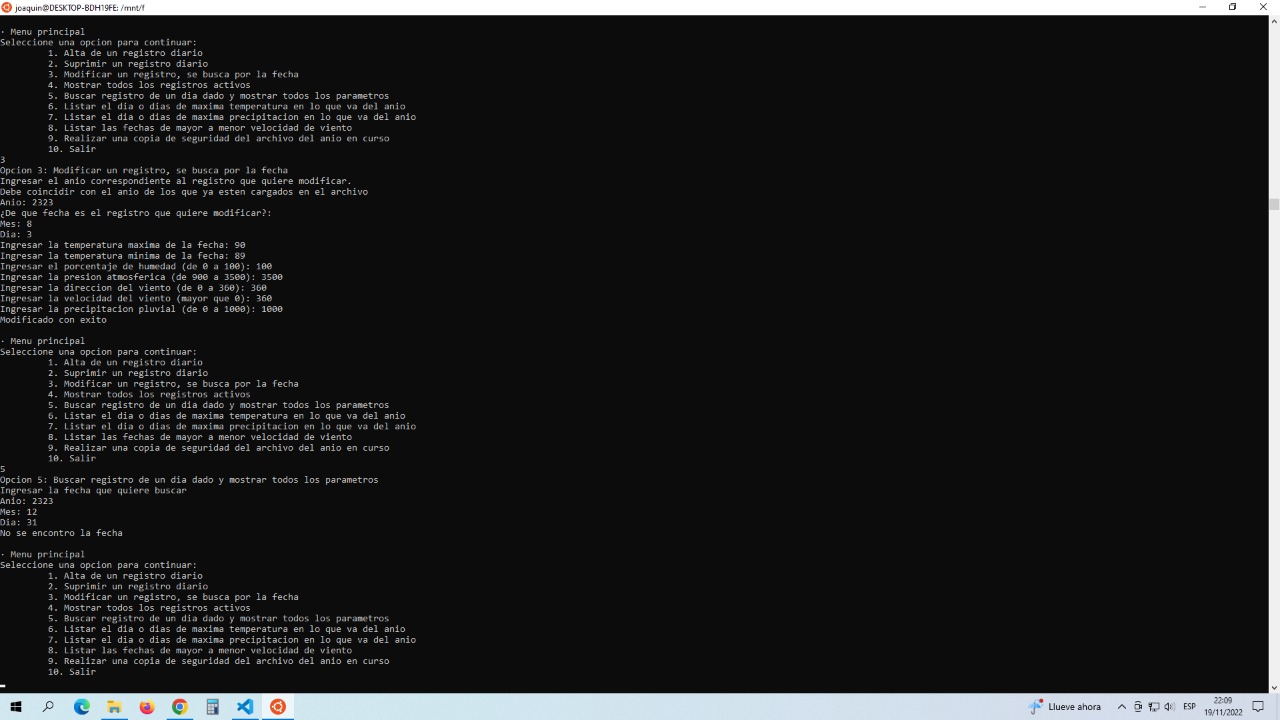 joaquin@DESKTOP-BDH19FE: /mnt/f
· Menu principal
Seleccione una opcion para continuar:
1. Alta de un registro diario
2. Suprimir un registro diario
3. Modificar un registro, se busca por la fecha
4. Mostrar todos los registros activos
5. Buscar registro de un dia dado y mostrar todos los parametros
6. Listar el dia o dias de maxima temperatura en lo que va del anio
7. Listar el dia o dias de maxima precipitacion en lo que va del anio
8. Listar las fechas de mayor a menor velocidad de viento
9. Realizar una copia de seguridad del archivo del anio en curso
10. Salir
3
Opcion 3: Modificar un registro, se busca por la fecha
Ingresar el anio correspondiente al registro que quiere modificar.
Debe coincidir con el anio de los que ya esten cargados en el archivo
Anio: 2323
¿De que fecha es el registro que quiere modificar?:
Mes: 8
Dia: 3
Ingresar la temperatura maxima de la fecha: 90
Ingresar la temperatura minima de la fecha: 89
Ingresar el porcentaje de humedad (de 0 a 100): 100
Ingresar la presion atmosferica (de 900 a 3500): 3500
Ingresar la direccion del viento (de 0 a 360): 360
Ingresar la velocidad del viento (mayor que 0): 360
Ingresar la precipitacion pluvial (de 0 a 1000): 1000
Modificado con exito
· Menu principal
Seleccione una opcion para continuar:
1. Alta de un registro diario
2. Suprimir un registro diario
3. Modificar un registro, se busca por la fecha
4. Mostrar todos los registros activos
5. Buscar registro de un dia dado y mostrar todos los parametros
6. Listar el dia o dias de maxima temperatura en lo que va del anio
7. Listar el dia o dias de maxima precipitacion en lo que va del anio
8. Listar las fechas de mayor a menor velocidad de viento
9. Realizar una copia de seguridad del archivo del anio en curso
10. Salir
5
Opcion 5: Buscar registro de un dia dado y mostrar todos los parametros
Ingresar la fecha que quiere buscar
Anio: 2323
Mes: 12
Dia: 31
No se encontro la fecha
· Menu principal
Seleccione una opcion para continuar:
1. Alta de un registro diario
2. Suprimir un registro diario
3. Modificar un registro, se busca por la fecha
4. Mostrar todos los registros activos
5. Buscar registro de un dia dado y mostrar todos los parametros
6. Listar el dia o dias de maxima temperatura en lo que va del anio
7. Listar el dia o dias de maxima precipitacion en lo que va del anio
8. Listar las fechas de mayor a menor velocidad de viento
9. Realizar una copia de seguridad del archivo del anio en curso
10. Salir
Llueve ahora
ESP
22:09
19/11/2022